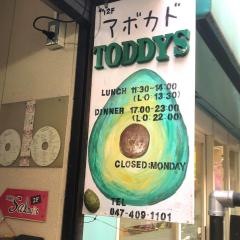 2F
アボカド
TODDYS
LUNCH 11:30-14:00
(L.O 13:30)
DINNER 17:00-23:00
(L.O 22:00)
CLOSED:MONDAY
TEL
047-409-1101
2F